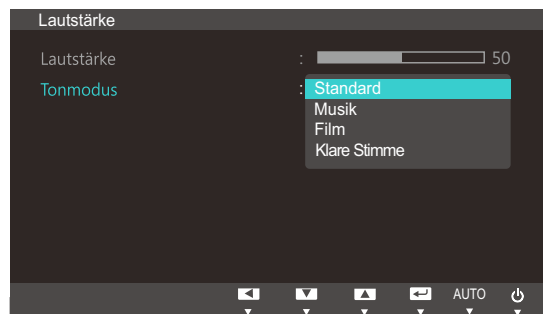 Lautstärke
Lautstärke : 50
Tonmodus : Standard
Musik
Film
Klare Stimme
AUTO